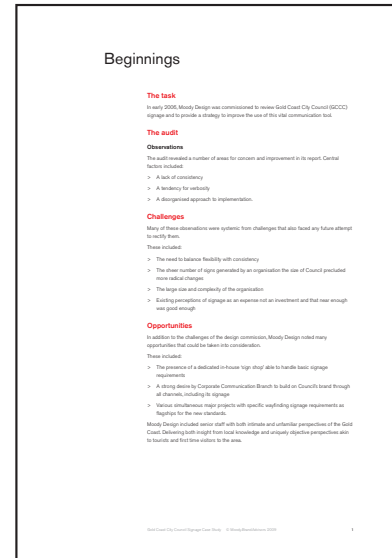 Beginnings
The task
In early 2006, Moody Design was commissioned to review Gold Coast City Council (GCCC)
signage and to provide a strategy to improve the use of this vital communication tool.
The audit
Observations
The audit revealed a number of areas for concern and improvement in its report. Central
factors included:
> A lack of consistency
> A tendency for verbosity
> A disorganised approach to implementation.
Challenges
Many of these observations were systemic from challenges that also faced any future attempt
to rectify them.
These included:
> The need to balance flexibility with consistency
> The sheer number of signs generated by an organisation the size of Council precluded
more radical changes
> The large size and complexity of the organisation
> Existing perceptions of signage as an expense not an investment and that near enough
was good enough
Opportunities
In addition to the challenges of the design commission, Moody Design noted many
opportunities that could be taken into consideration.
These included:
> The presence of a dedicated in-house 'sign shop' able to handle basic signage
requirements
> A strong desire by Corporate Communication Branch to build on Council's brand through
all channels, including its signage
> Various simultaneous major projects with specific wayfinding signage requirements as
flagships for the new standards.
Moody Design included senior staff with both intimate and unfamiliar perspectives of the Gold
Coast. Delivering both insight from local knowledge and uniquely objective perspectives akin
to tourists and first time visitors to the area.
Gold Coast City Council Signage Case Study © Moody 1